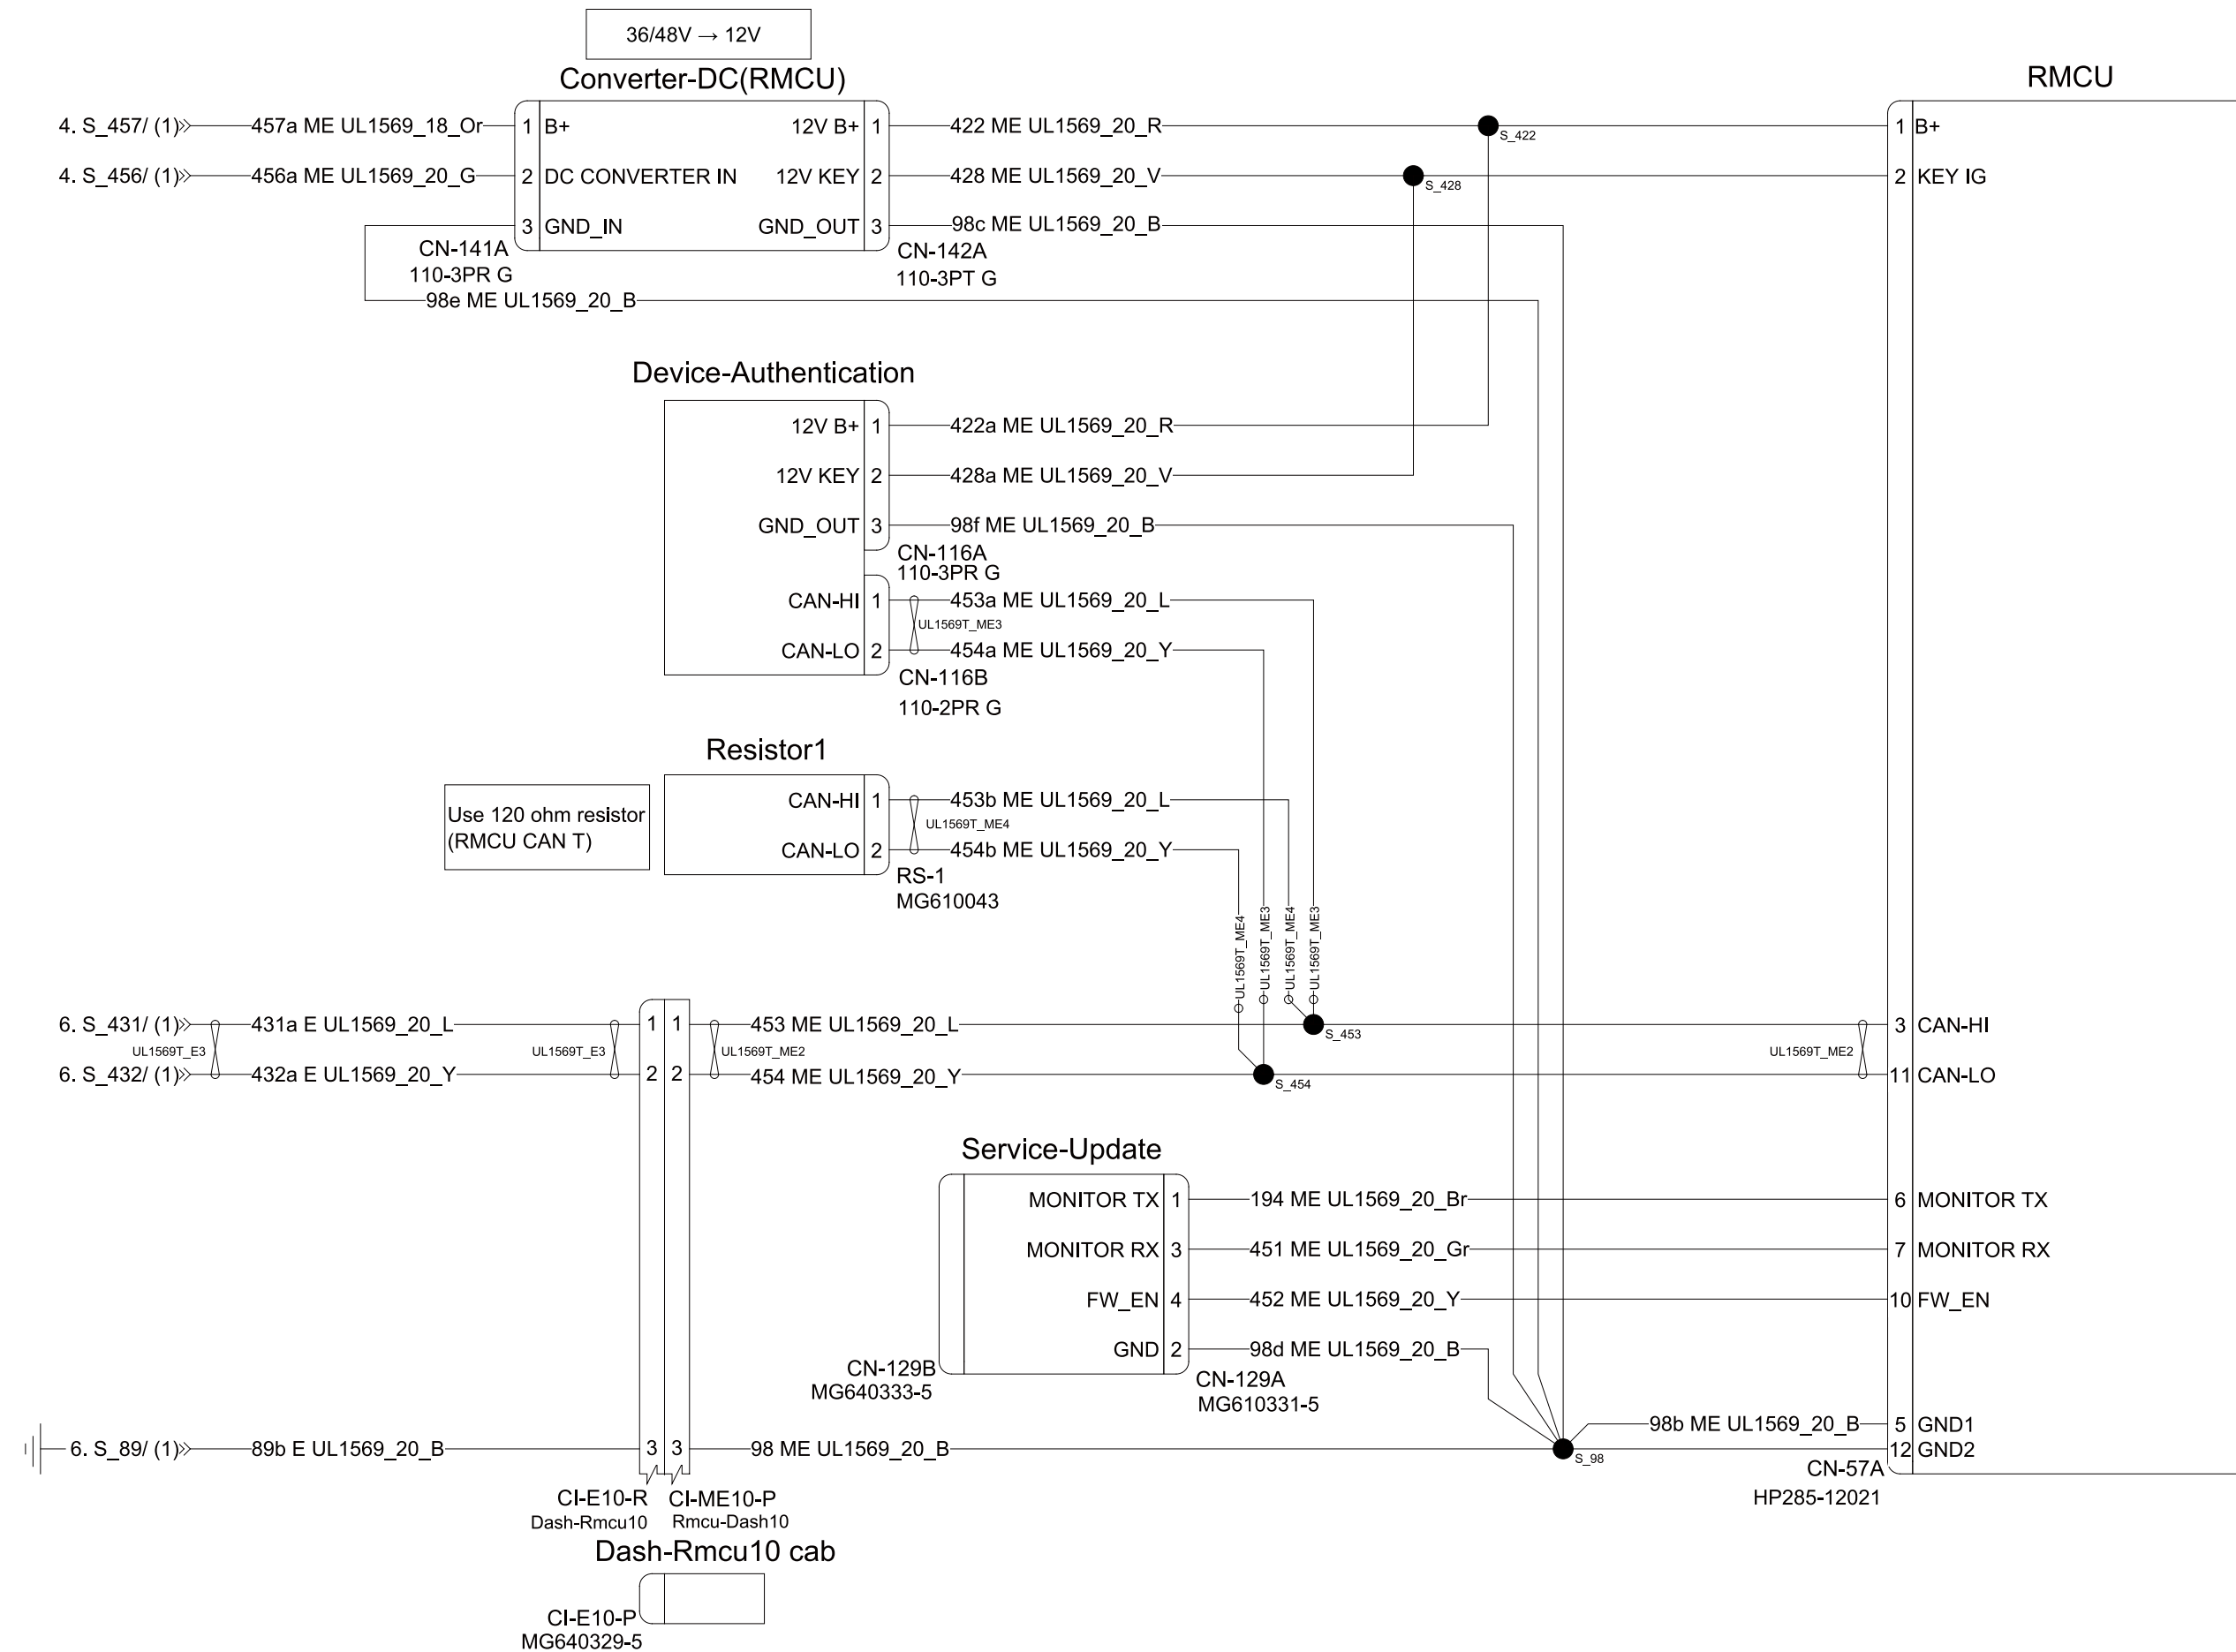 36/48V → 12V
Converter-DC(RMCU)
RMCU
4. S_457/ (1)
457a ME UL1569_18_Or
1 B+
12V B+ 1
422 ME UL1569_20_R
S_422
1 B+
4. S_456/ (1)
456a ME UL1569_20_G
2 DC CONVERTER IN
12V KEY 2
428 ME UL1569_20_V
S_428
2 KEY IG
3 GND_IN
GND_OUT 3
98c ME UL1569_20_B
CN-141A
110-3PR G
CN-142A
110-3PT G
98e ME UL1569_20_B
Device-Authentication
12V B+ 1
422a ME UL1569_20_R
12V KEY 2
428a ME UL1569_20_V
GND_OUT 3
98f ME UL1569_20_B
CN-116A
110-3PR G
CAN-HI 1
453a ME UL1569_20_L
UL1569T_ME3
CAN-LO 2
454a ME UL1569_20_Y
CN-116B
110-2PR G
Resistor1
Use 120 ohm resistor
(RMCU CAN T)
CAN-HI 1
453b ME UL1569_20_L
UL1569T_ME4
CAN-LO 2
454b ME UL1569_20_Y
RS-1
MG610043
UL1569T_ME4
UL1569T_ME3
UL1569T_ME4
UL1569T_ME3
6. S_431/ (1)
431a E UL1569_20_L
1 1
453 ME UL1569_20_L
S_453
3 CAN-HI
UL1569T_E3
UL1569T_E3
UL1569T_ME2
UL1569T_ME2
6. S_432/ (1)
432a E UL1569_20_Y
2 2
454 ME UL1569_20_Y
S_454
11 CAN-LO
Service-Update
MONITOR TX 1
194 ME UL1569_20_Br
6 MONITOR TX
MONITOR RX 3
451 ME UL1569_20_Gr
7 MONITOR RX
FW_EN 4
452 ME UL1569_20_Y
10 FW_EN
GND 2
98d ME UL1569_20_B
CN-129B
MG640333-5
CN-129A
MG610331-5
98b ME UL1569_20_B
5 GND1
6. S_89/ (1)
89b E UL1569_20_B
3 3
98 ME UL1569_20_B
S_98
12 GND2
CN-57A
HP285-12021
CI-E10-R
Dash-Rmcu10
CI-ME10-P
Rmcu-Dash10
Dash-Rmcu10 cab
CI-E10-P
MG640329-5